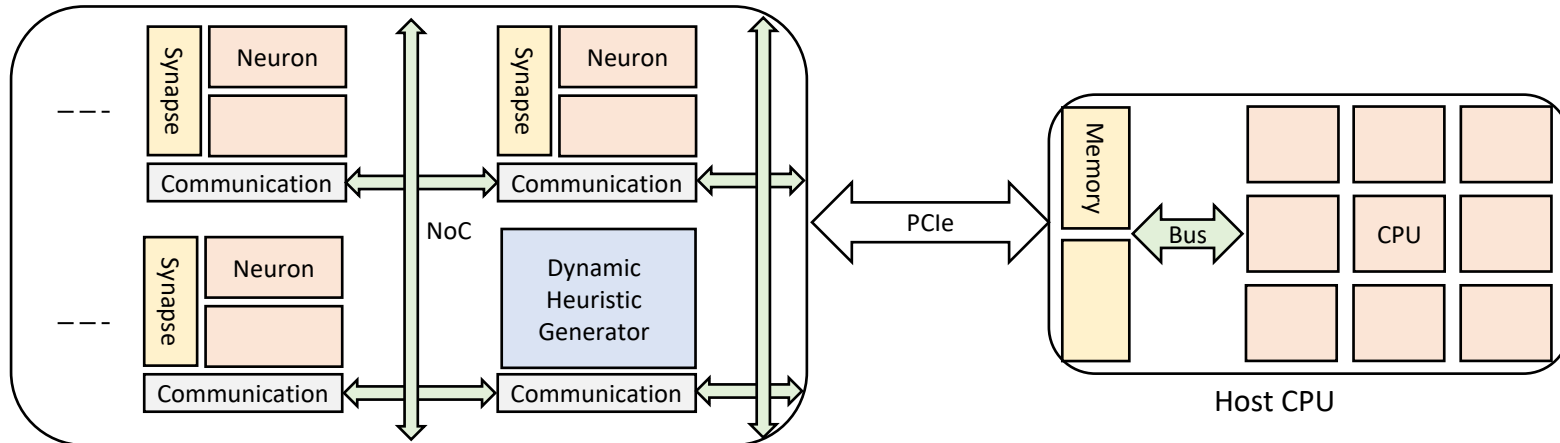 Synapse
Neuron
Communication
Synapse
Neuron
Communication
NoC
Synapse
Neuron
Communication
Dynamic
Heuristic
Generator
Communication
PCIe
Memory
Bus
CPU
Host CPU